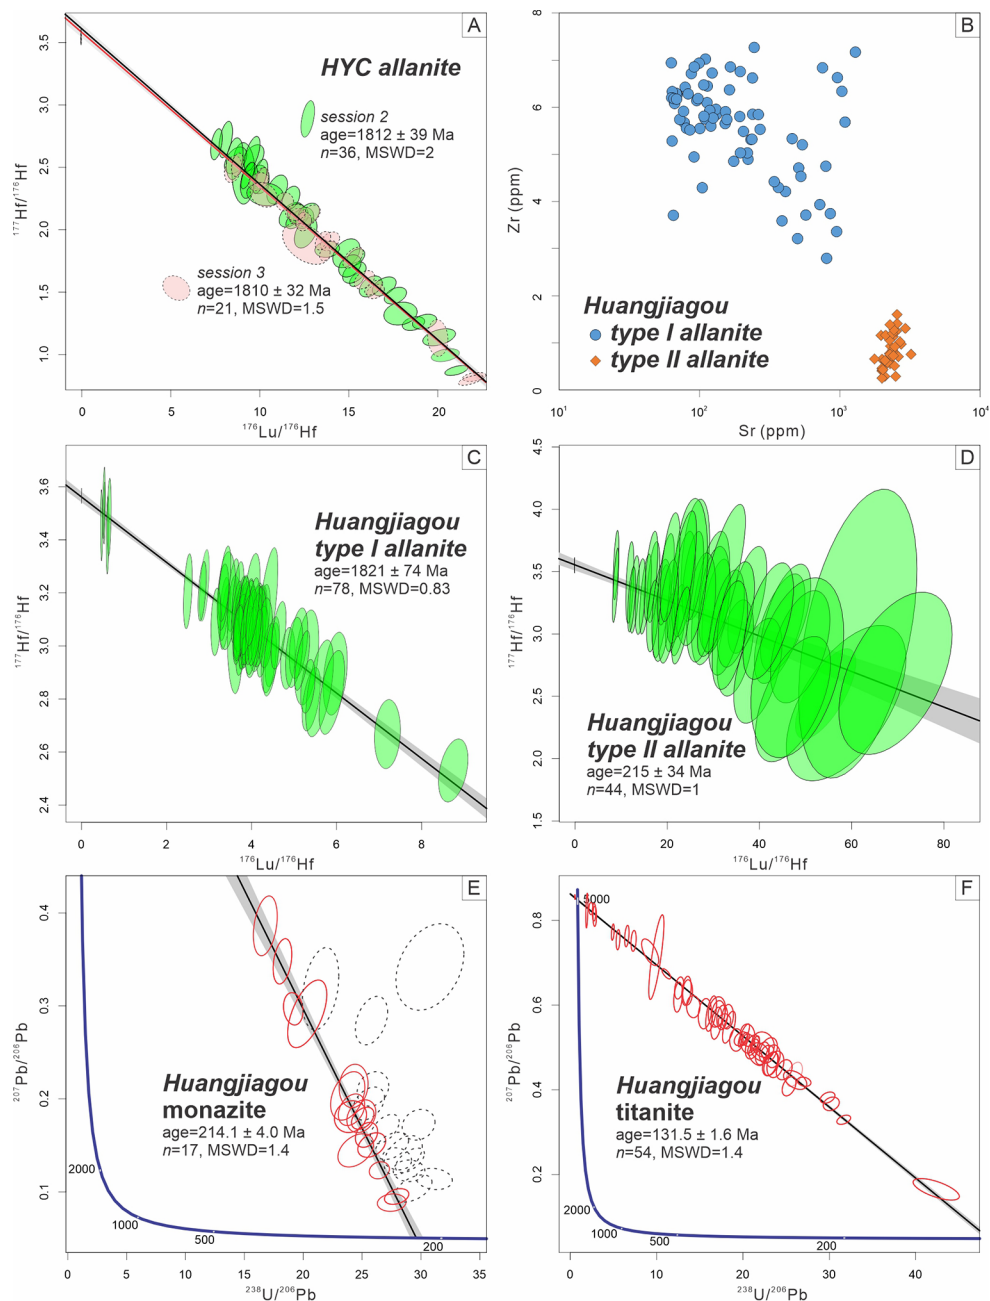 A
HYC allanite
session 2
age=1812 ± 39 Ma
n=36, MSWD=2
session 3
age=1810 ± 32 Ma
n=21, MSWD=1.5
177Hf/176Hf
3.5
3.0
2.5
2.0
1.5
1.0
0
5
10
15
20
176Lu/176Hf
B
Zr (ppm)
8
6
4
2
0
Huangjiagou
type I allanite
type II allanite
10¹
10²
10³
10⁴
Sr (ppm)
C
Huangjiagou
type I allanite
age=1821 ± 74 Ma
n=78, MSWD=0.83
177Hf/176Hf
3.6
3.4
3.2
3.0
2.8
2.6
2.4
0
2
4
6
8
176Lu/176Hf
D
Huangjiagou
type II allanite
age=215 ± 34 Ma
n=44, MSWD=1
177Hf/176Hf
4.5
4.0
3.5
3.0
2.5
2.0
1.5
0
20
40
60
80
176Lu/176Hf
E
Huangjiagou
monazite
age=214.1 ± 4.0 Ma
n=17, MSWD=1.4
207Pb/206Pb
0.4
0.3
0.2
0.1
2000
1000
500
200
0
5
10
15
20
25
30
35
238U/206Pb
F
5000
Huangjiagou
titanite
age=131.5 ± 1.6 Ma
n=54, MSWD=1.4
207Pb/206Pb
0.8
0.6
0.4
0.2
2000
1000
500
200
0
10
20
30
40
238U/206Pb